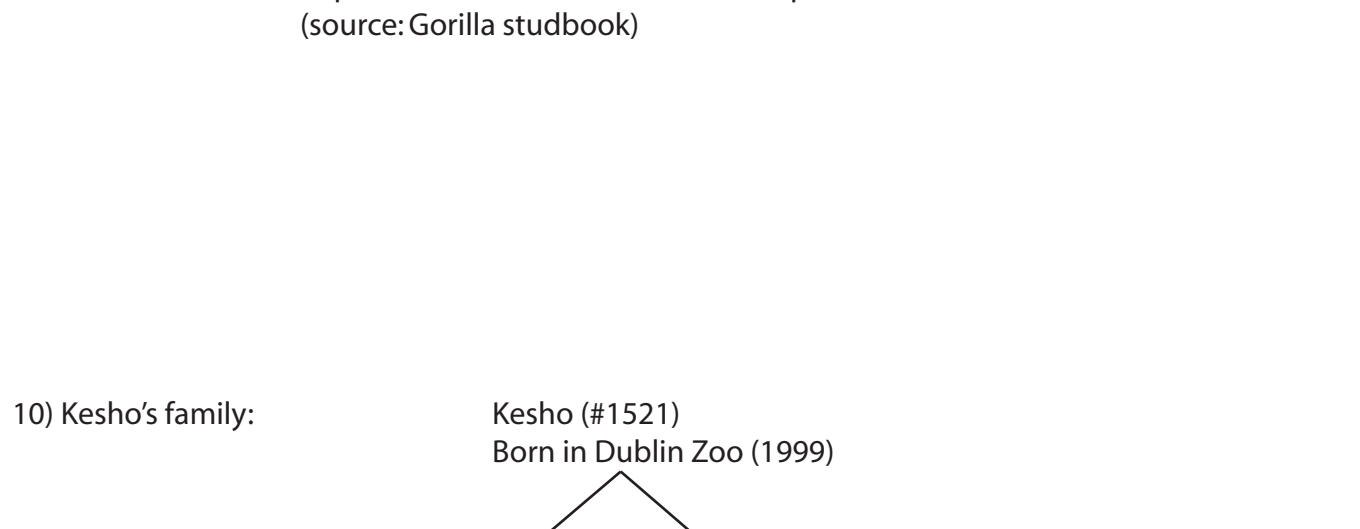 (source: Gorilla studbook)
10) Kesho’s family:
Kesho (#1521)
Born in Dublin Zoo (1999)